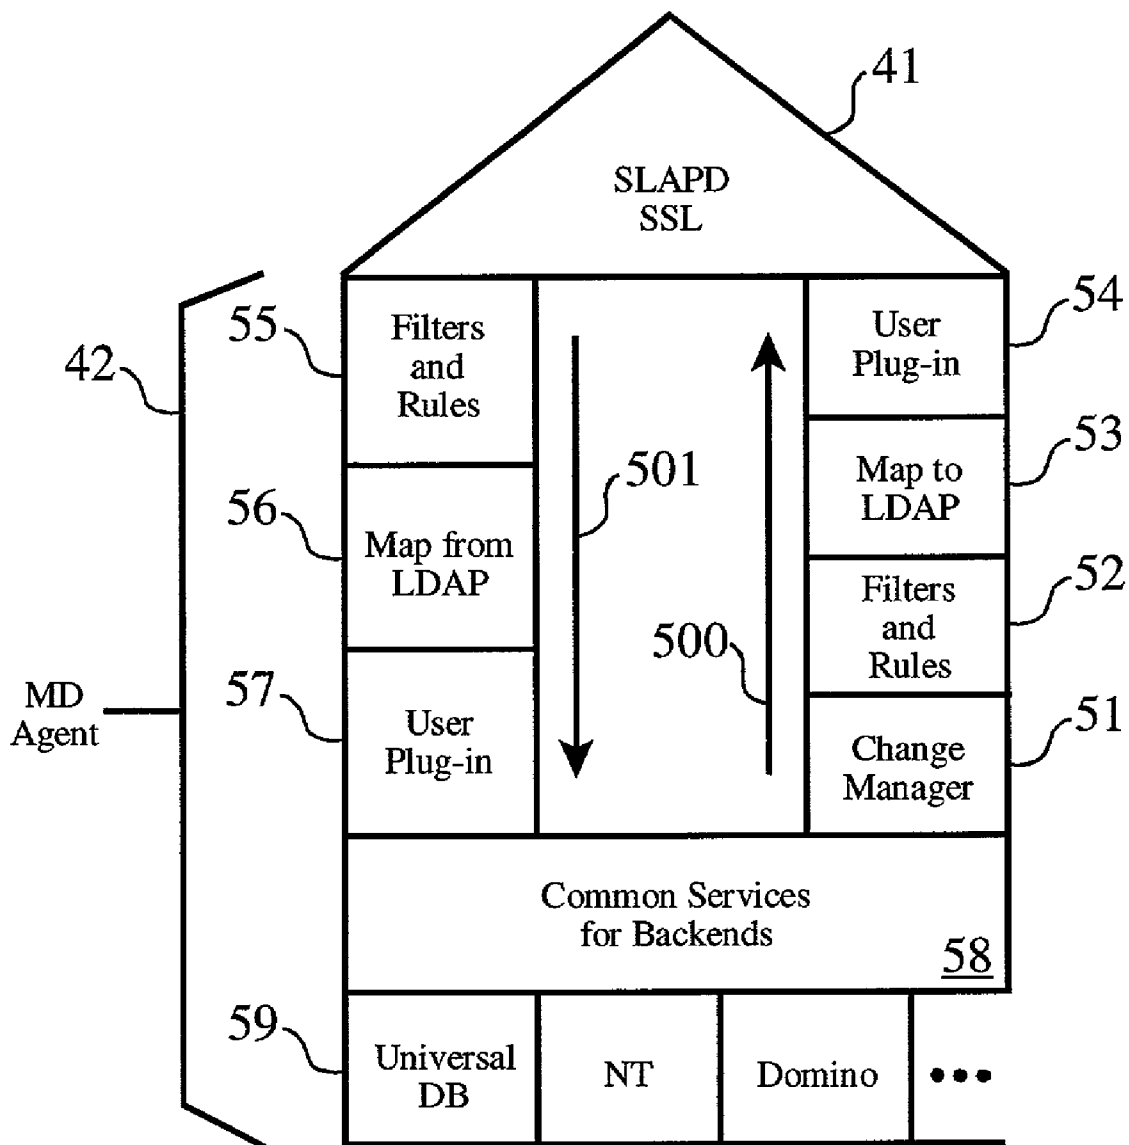 41
SLAPD
SSL
55
Filters
and
Rules
54
User
Plug-in
42
53
Map to
LDAP
501
56
Map from
LDAP
52
Filters
and
Rules
500
57
User
Plug-in
MD
Agent
51
Change
Manager
Common Services
for Backends
58
59
Universal
DB
NT
Domino
•••